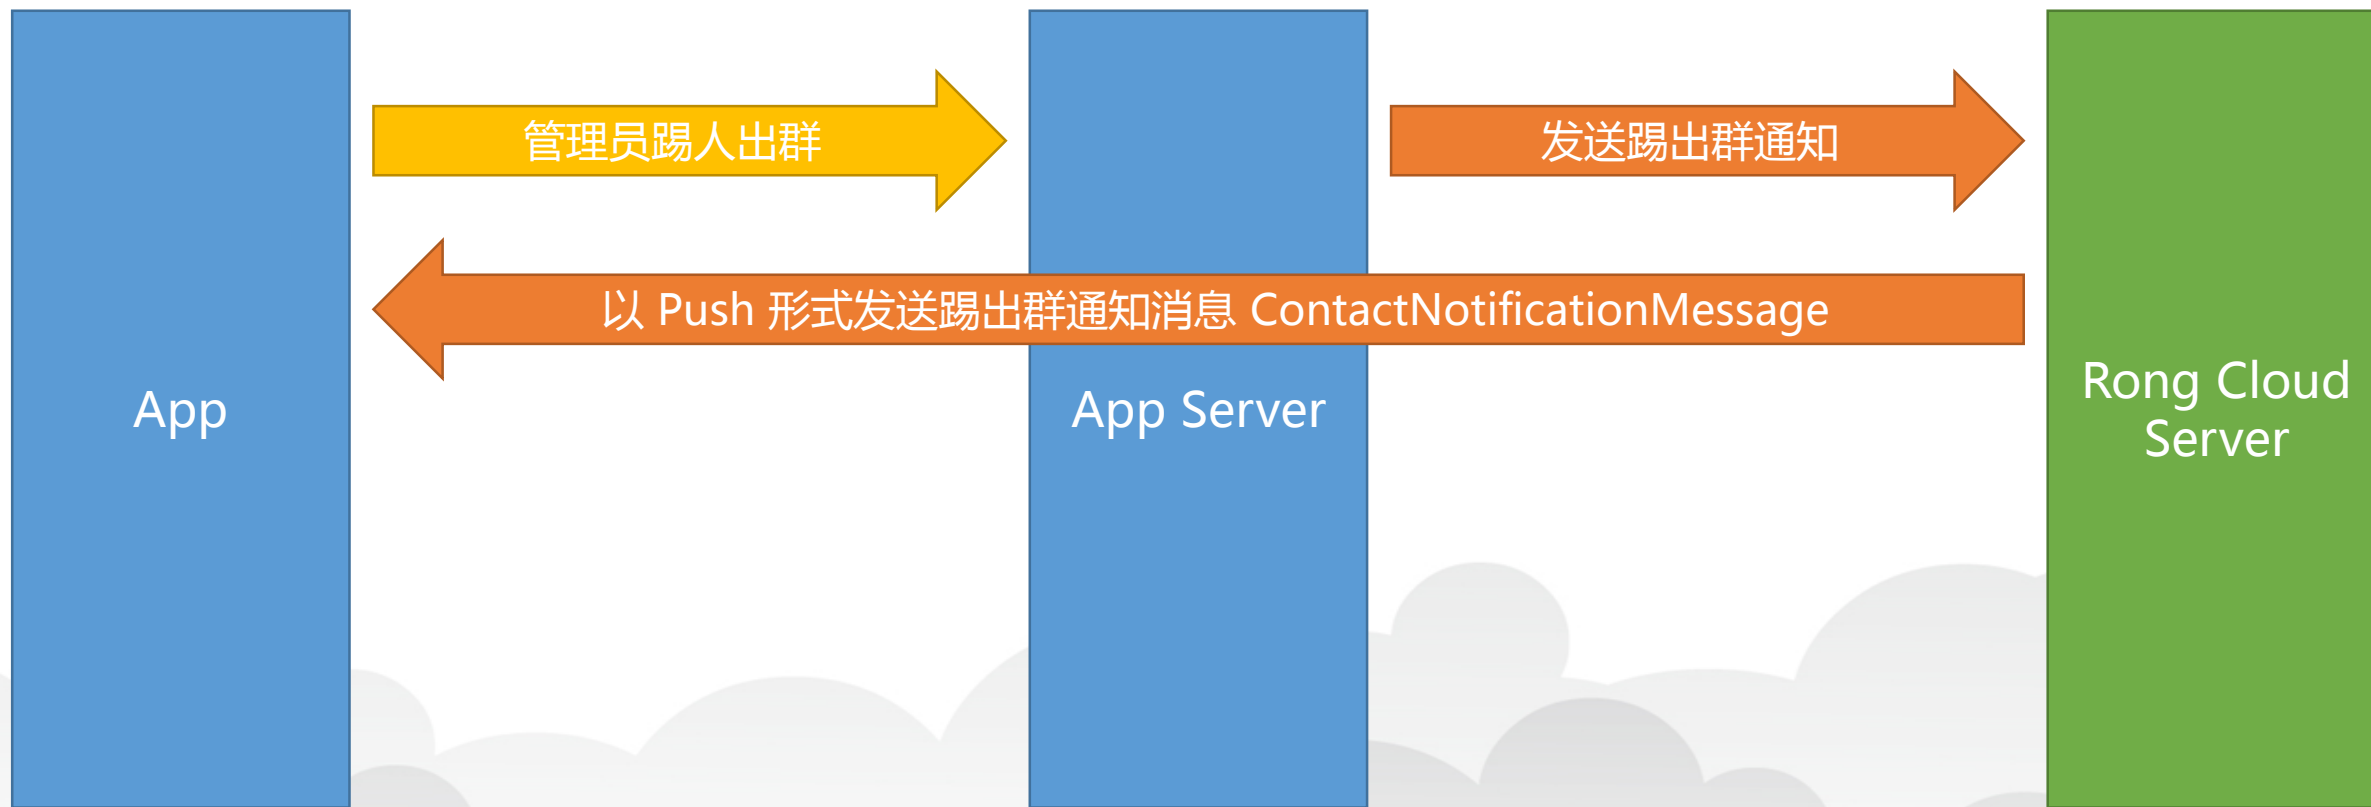 管理员踢人出群
发送踢出群通知
以 Push 形式发送踢出群通知消息 ContactNotificationMessage
App
App Server
Rong Cloud
Server